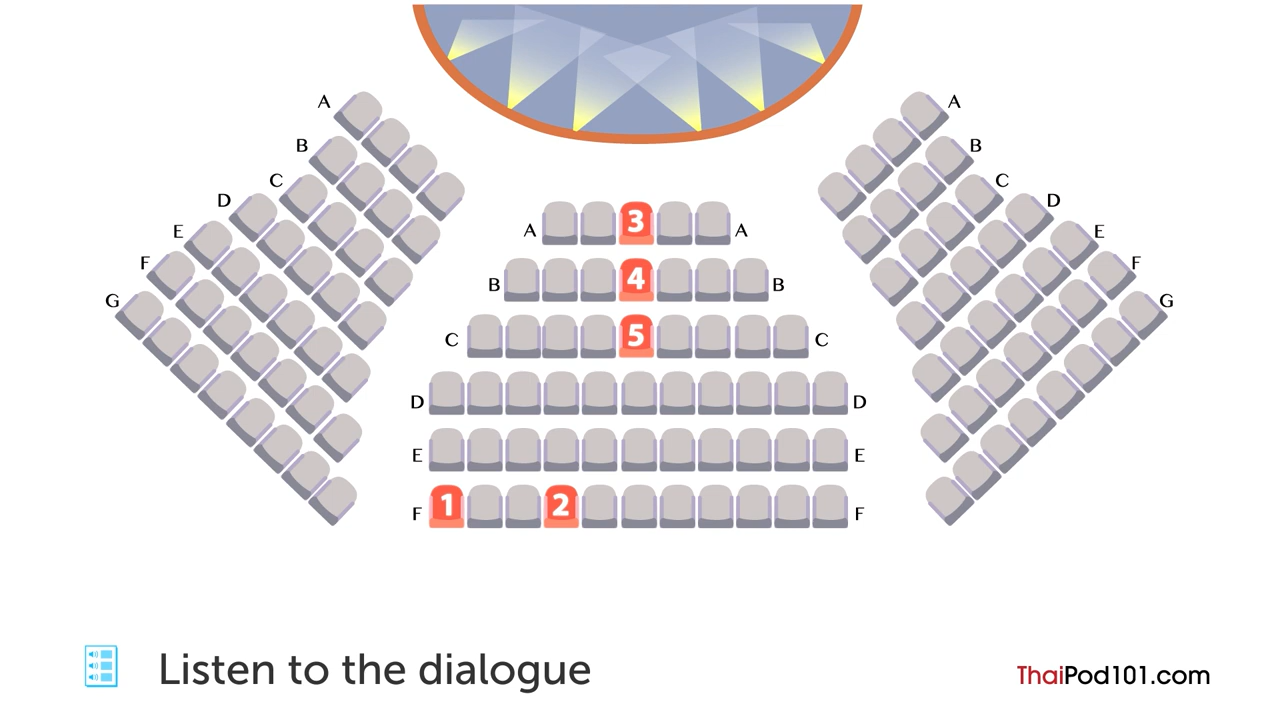 A
B
C
D
E
F
G
A
B
C
D
E
F
G
A 3 A
B 4 B
C 5 C
D D
E E
F 1 2 F
Listen to the dialogue
ThaiPod101.com